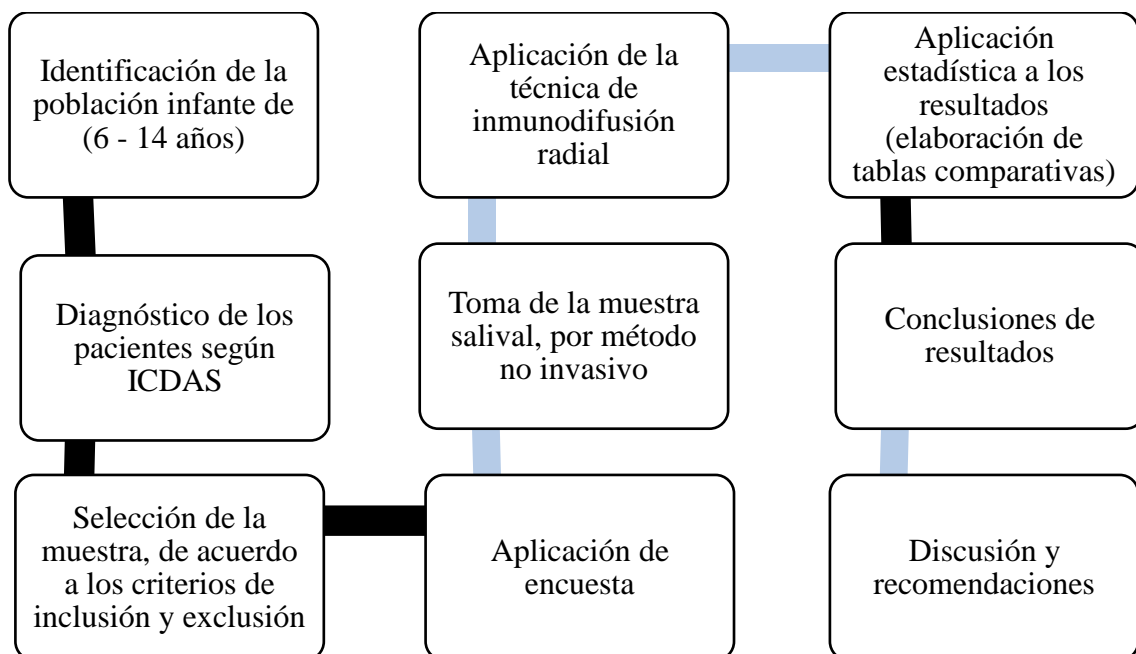 Identificación de la
población infante de
(6 - 14 años)
Diagnóstico de los
pacientes según
ICDAS
Selección de la
muestra, de acuerdo
a los criterios de
inclusión y exclusión
Aplicación de
encuesta
Toma de la muestra
salival, por método
no invasivo
Aplicación de la
técnica de
inmunodifusión
radial
Aplicación
estadística a los
resultados
(elaboración de
tablas comparativas)
Conclusiones de
resultados
Discusión y
recomendaciones